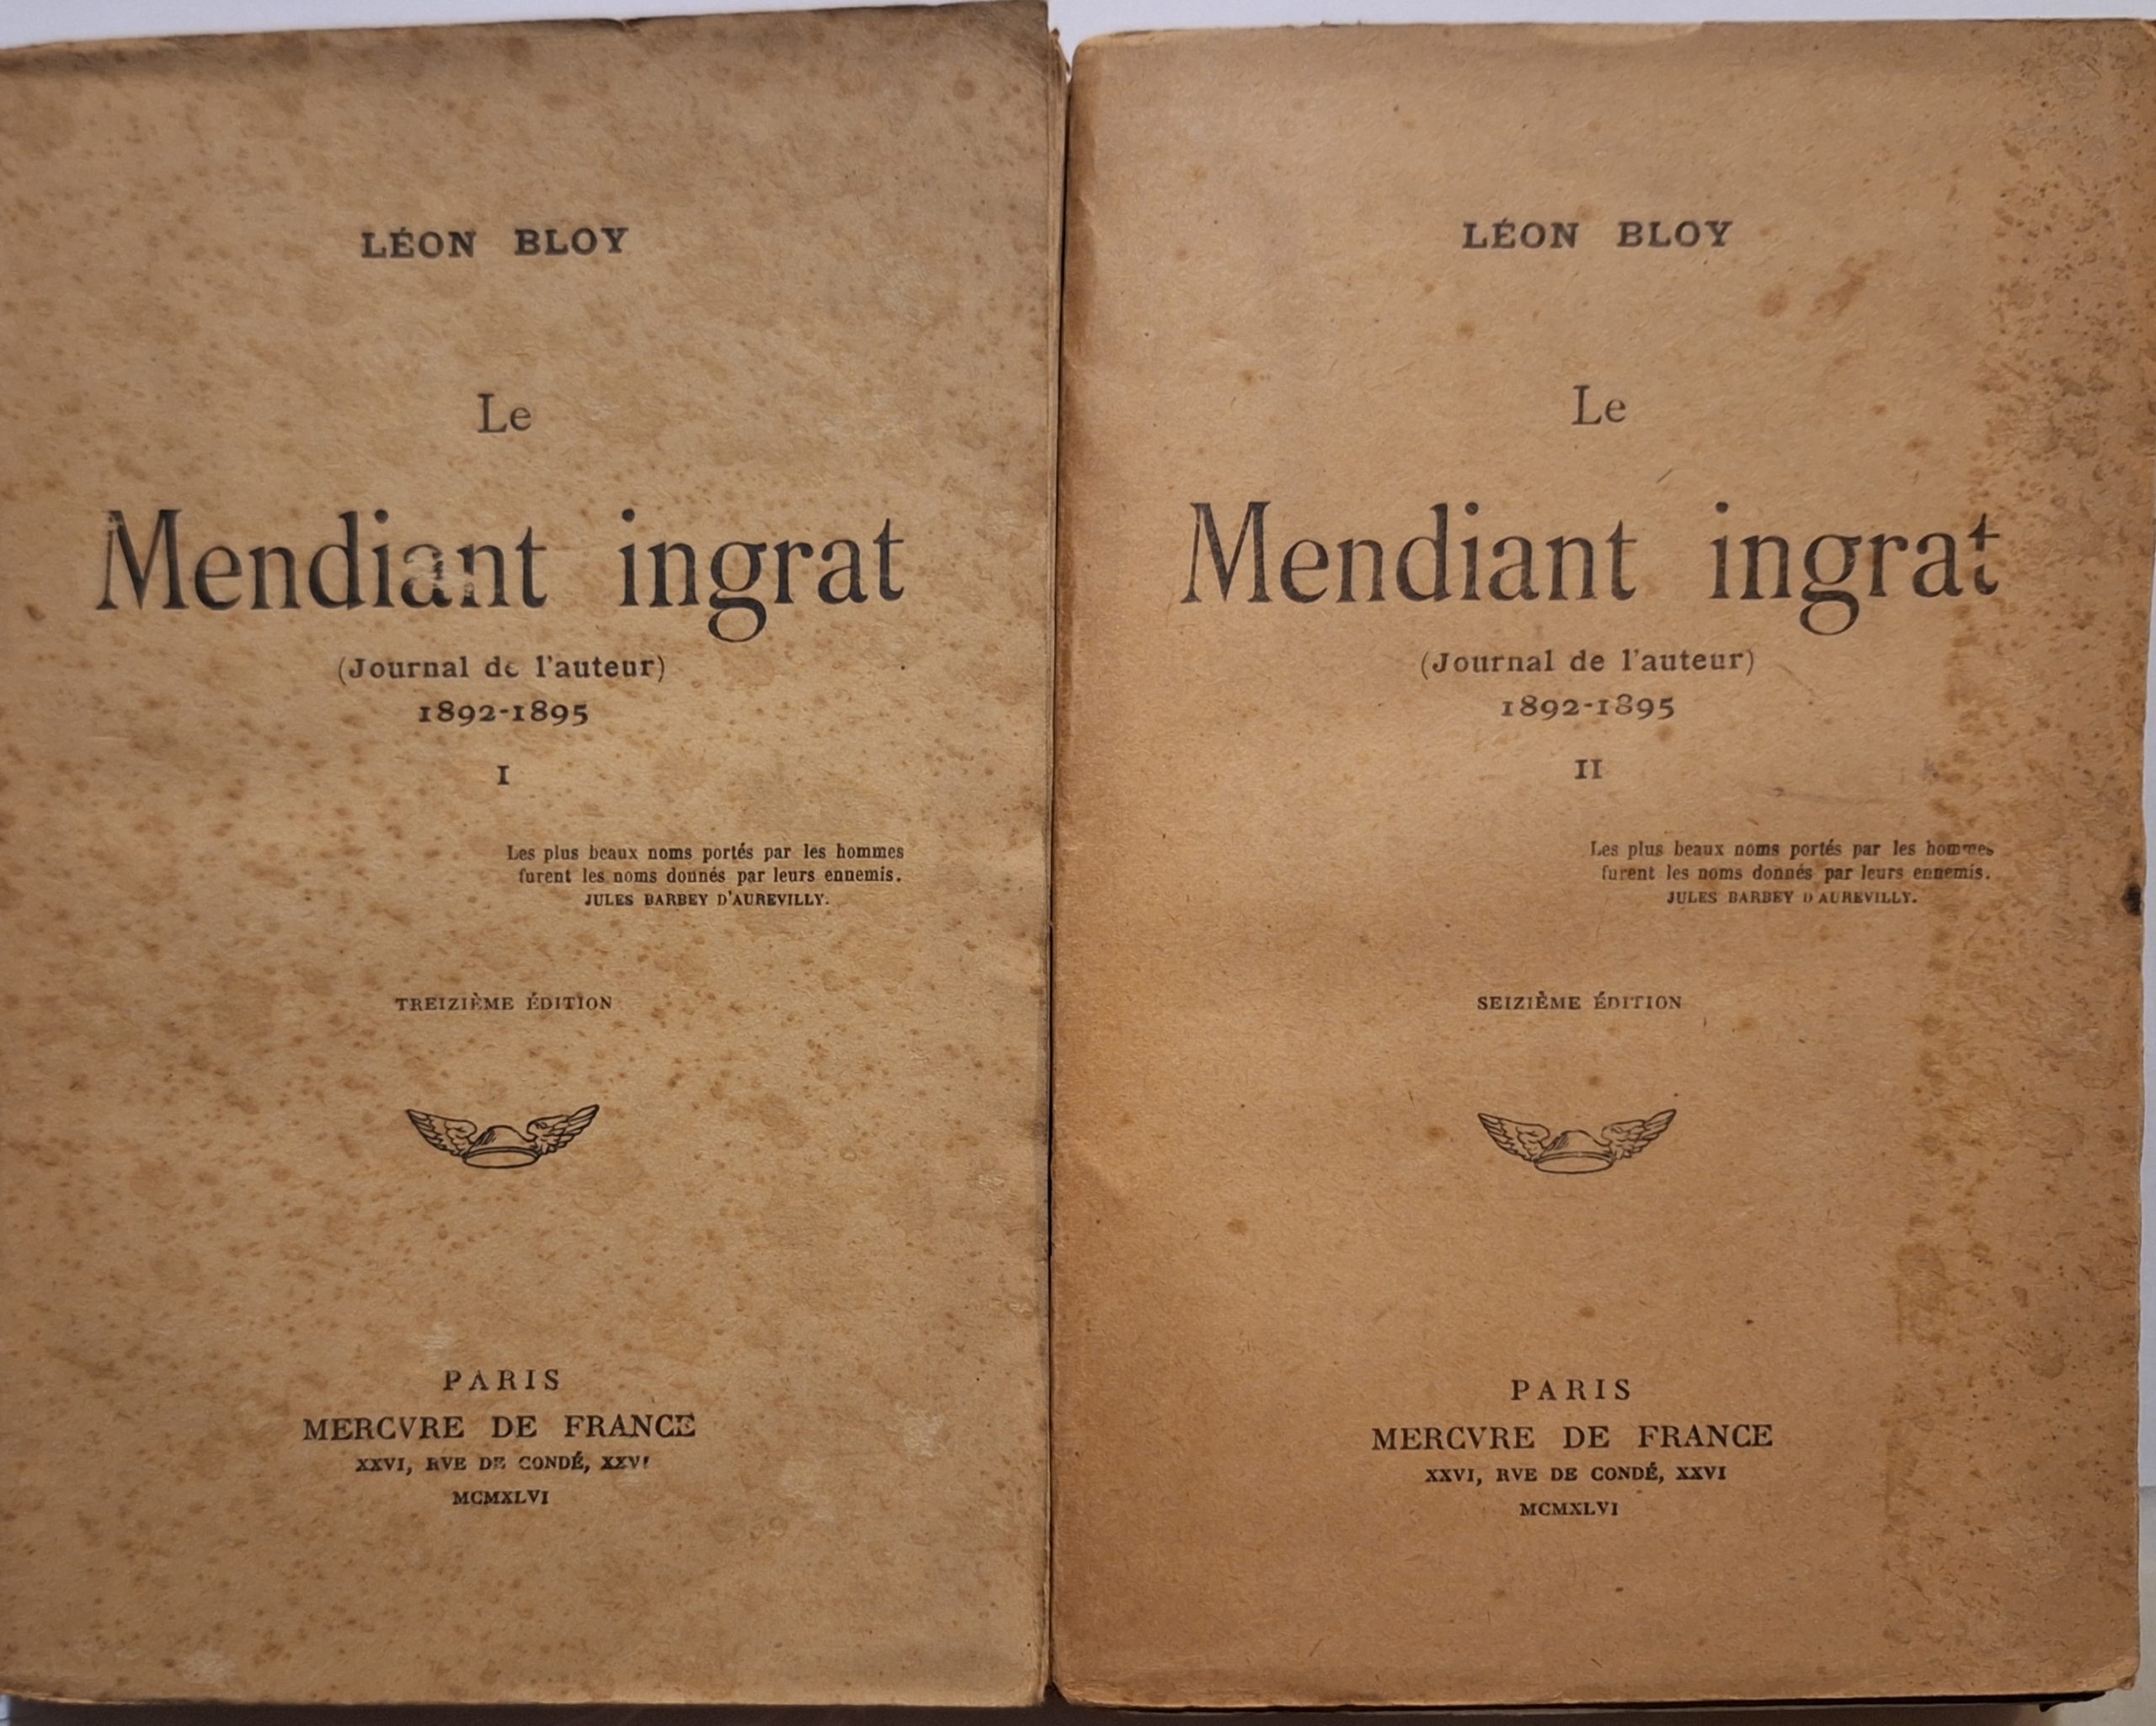 LÉON BLOY
Le
Mendiant ingrat
(Journal de l'auteur)
1892-1895
I
Les plus beaux noms portés par les hommes
furent les noms donnés par leurs ennemis.
JULES BARBEY D'AUREVILLY.
TREIZIÈME ÉDITION
PARIS
MERCVRE DE FRANCE
XXVI, RVE DE CONDÉ, XXVI
MCMXLVI
LÉON BLOY
Le
Mendiant ingrat
(Journal de l'auteur)
1892-1895
II
Les plus beaux noms portés par les hommes
furent les noms donnés par leurs ennemis.
JULES BARBEY D'AUREVILLY.
SEIZIÈME ÉDITION
PARIS
MERCVRE DE FRANCE
XXVI, RVE DE CONDÉ, XXVI
MCMXLVI